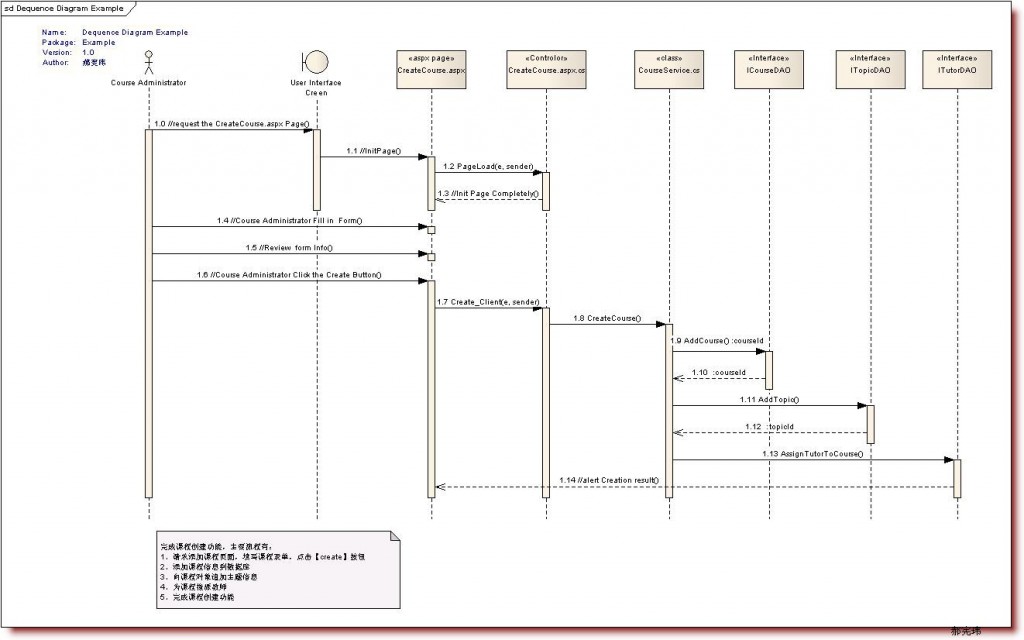 sd Dequence Diagram Example
Name: Dequence Diagram Example
Package: Example
Version: 1.0
Author: 郝宪玮
Course Administrator
User Interface
Creen
«aspx page»
CreateCourse.aspx
«Controlor»
CreateCourse.aspx.cs
«class»
CourseService.cs
«Interface»
ICourseDAO
«Interface»
ITopicDAO
«Interface»
ITutorDAO
1.0 //request the CreateCourse.aspx Page()
1.1 //InitPage()
1.2 PageLoad(e, sender)
1.3 //Init Page Completely()
1.4 //Course Administrator Fill in Form()
1.5 //Review form Info()
1.6 //Course Administrator Click the Create Button()
1.7 Create_Client(e, sender)
1.8 CreateCourse()
1.9 AddCourse() :courseId
1.10 :courseId
1.11 AddTopic()
1.12 :topicId
1.13 AssignTutorToCourse()
1.14 //alert Creation result()
完成课程创建功能，主要流程有：
1、请求添加课程页面，填写课程表单，点击【create】按钮
2、添加课程信息到数据库
3、向课程对象追加主题信息
4、为课程指派教师
5、完成课程创建功能
郝宪玮